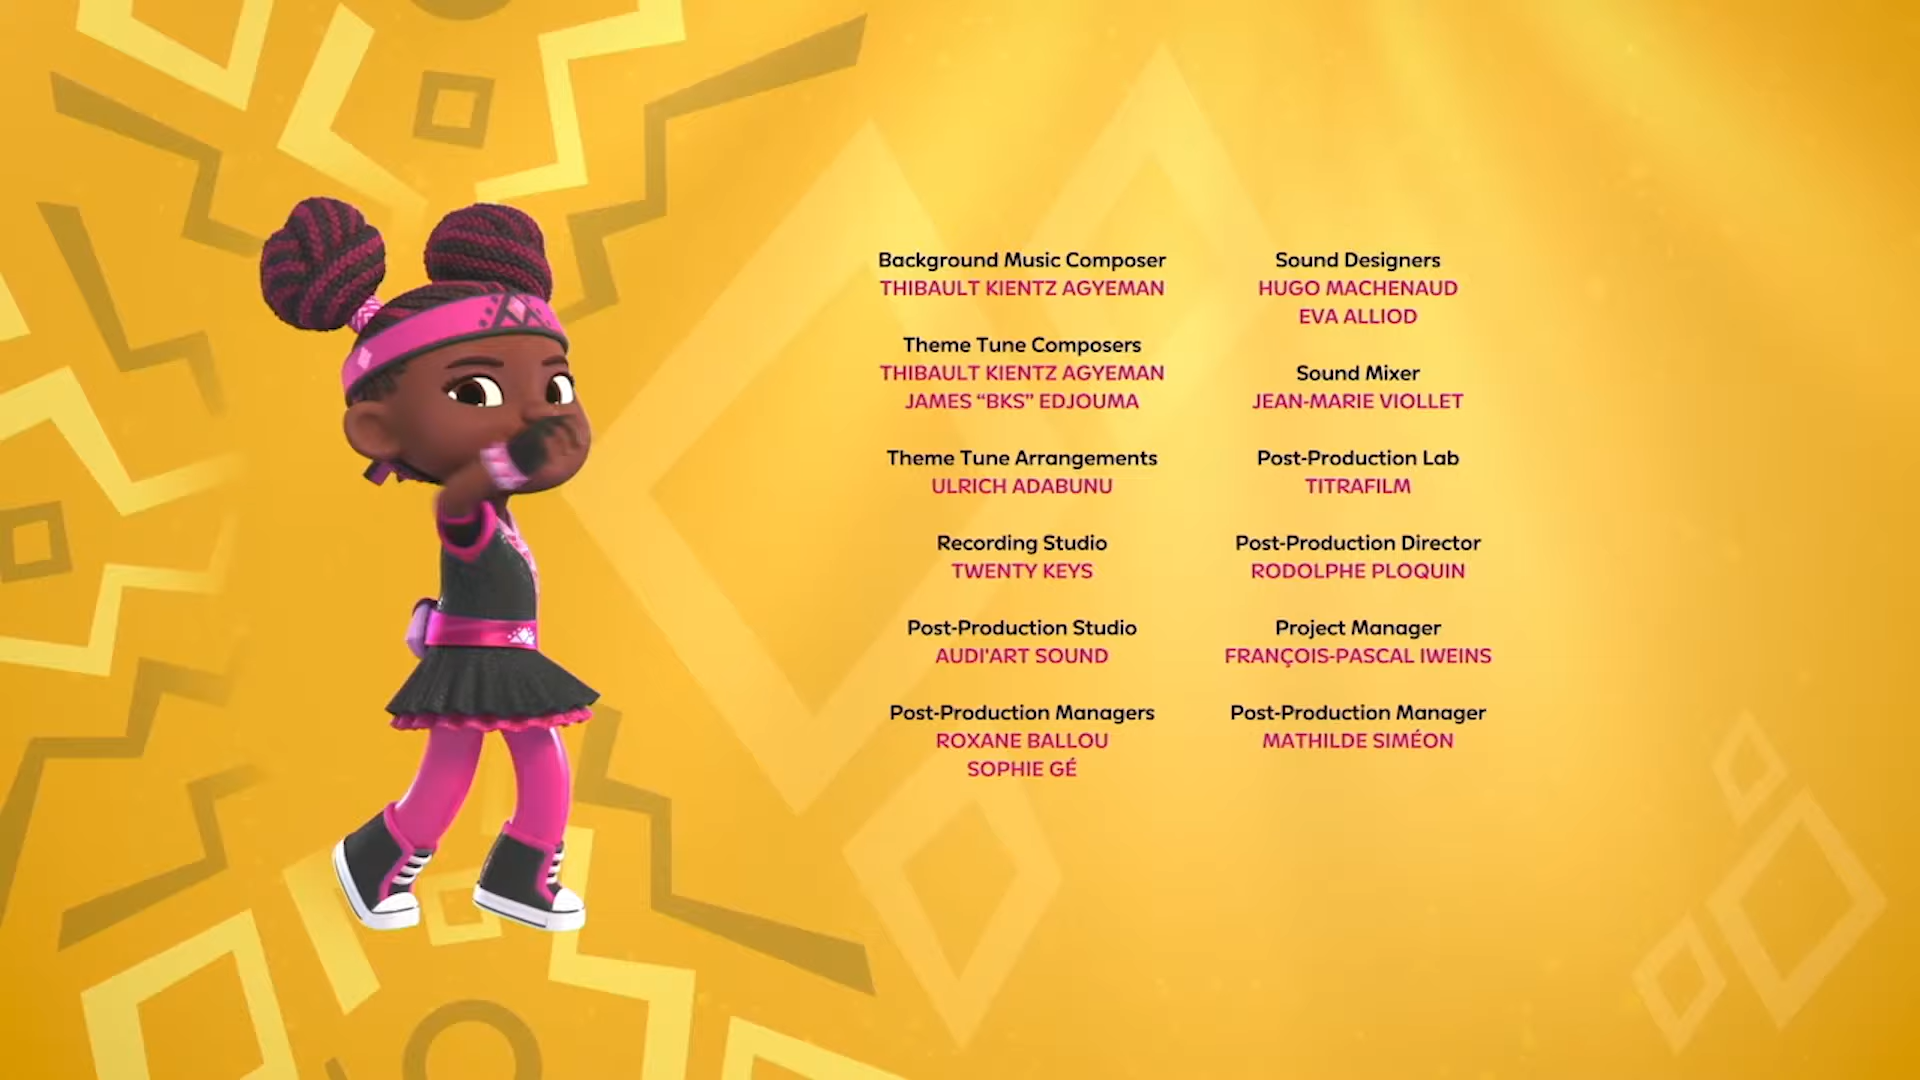 Background Music Composer
THIBAULT KIENTZ AGYEMAN
Theme Tune Composers
THIBAULT KIENTZ AGYEMAN
JAMES “BKS” EDJOUMA
Theme Tune Arrangements
ULRICH ADABUNU
Recording Studio
TWENTY KEYS
Post-Production Studio
AUDI'ART SOUND
Post-Production Managers
ROXANE BALLOU
SOPHIE GÉ
Sound Designers
HUGO MACHENAUD
EVA ALLIOD
Sound Mixer
JEAN-MARIE VIOLLET
Post-Production Lab
TITRAFILM
Post-Production Director
RODOLPHE PLOQUIN
Project Manager
FRANÇOIS-PASCAL IWEINS
Post-Production Manager
MATHILDE SIMÉON